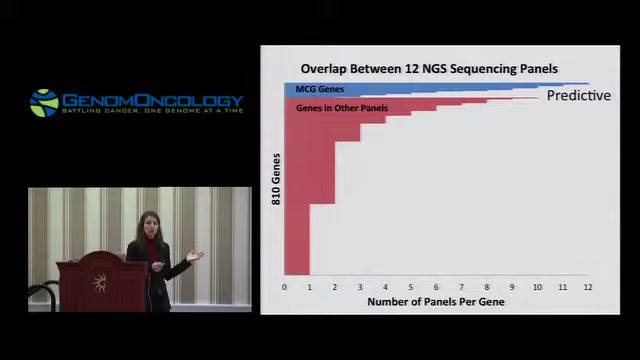 GENOMONCOLOGY
BATTLING CANCER, ONE GENOME AT A TIME
Overlap Between 12 NGS Sequencing Panels
MCG Genes
Predictive
Genes in Other Panels
810 Genes
0 1 2 3 4 5 6 7 8 9 10 11 12
Number of Panels Per Gene